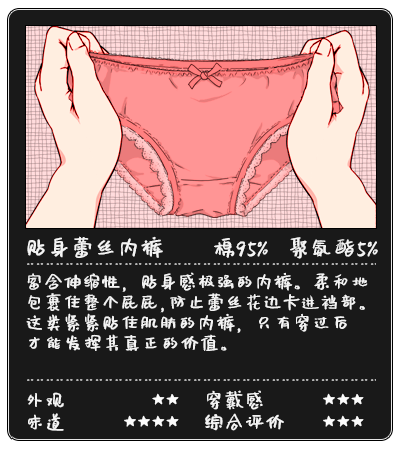 贴身蕾丝内裤 棉95% 聚氨酯5%
富含伸缩性，贴身感极强的内裤。柔和地
包裹住整个屁屁，防止蕾丝花边卡进裆部。
这类紧紧贴住肌肤的内裤，只有穿过后
才能发挥其真正的价值。
外观 ★★ 穿戴感 ★★★
味道 ★★★★ 综合评价 ★★★